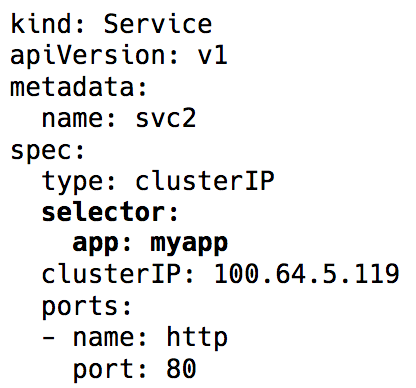 kind: Service
apiVersion: v1
metadata:
  name: svc2
spec:
  type: clusterIP
  selector:
    app: myapp
  clusterIP: 100.64.5.119
  ports:
  - name: http
    port: 80